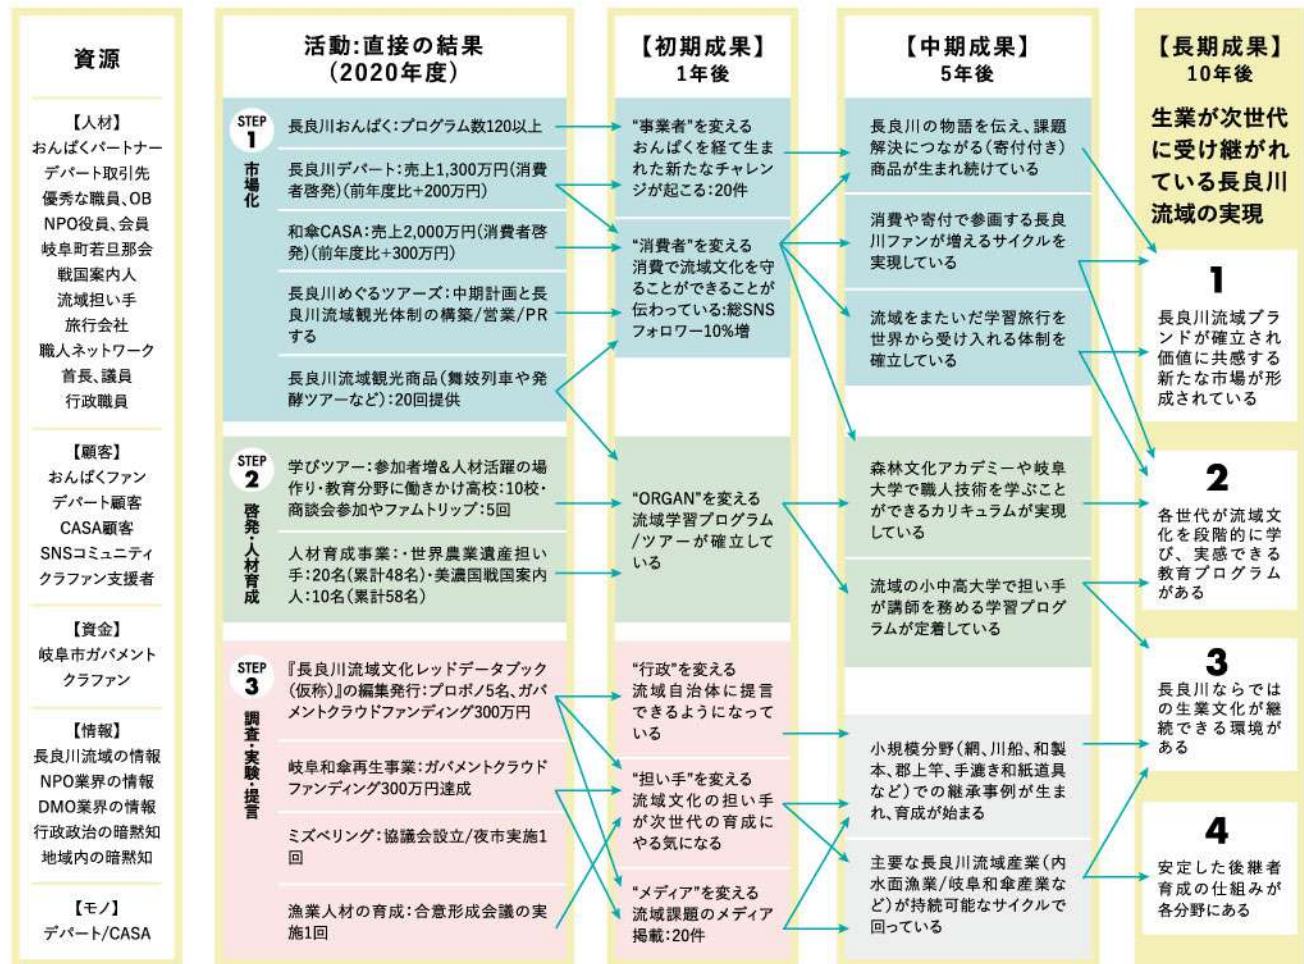 資源
【人材】
おんぱくパートナー
デパート取引先
優秀な職員、OB
NPO役員、会員
岐阜町若旦那会
戦国案内人
流域担い手
旅行会社
職人ネットワーク
首長、議員
行政職員
【顧客】
おんぱくファン
デパート顧客
CASA顧客
SNSコミュニティ
クラファン支援者
【資金】
岐阜市ガバメント
クラファン
【情報】
長良川流域の情報
NPO業界の情報
DMO業界の情報
行政政治の暗黙知
地域内の暗黙知
【モノ】
デパート/CASA
活動:直接の結果
(2020年度)
STEP
1
市場化
長良川おんぱく:プログラム数120以上
長良川デパート:売上1,300万円(消費
者啓発)(前年度比+200万円)
和傘CASA:売上2,000万円(消費者啓
発)(前年度比+300万円)
長良川めぐるツアーズ:中期計画と長
良川流域観光体制の構築/営業/PR
する
長良川流域観光商品(舞妓列車や発
酵ツアーなど):20回提供
STEP
2
啓発・人材育成
学びツアー:参加者増&人材活躍の場
作り・教育分野に働きかけ高校:10校・
商談会参加やファムトリップ:5回
人材育成事業:・世界農業遺産担い
手:20名(累計48名)・美濃国戦国案内
人:10名(累計58名)
STEP
3
調査・実験・提言
『長良川流域文化レッドデータブック
(仮称)』の編集発行:プロボノ5名、ガバ
メントクラウドファンディング300万円
岐阜和傘再生事業:ガバメントクラウド
ファンディング300万円達成
ミズベリング:協議会設立/夜市実施1
回
漁業人材の育成:合意形成会議の実
施1回
【初期成果】
1年後
“事業者”を変える
おんぱくを経て生ま
れた新たなチャレン
ジが起こる:20件
“消費者”を変える
消費で流域文化を守
ることができることが
伝わっている:総SNS
フォロワー10%増
“ORGAN”を変える
流域学習プログラム
/ツアーが確立して
いる
“行政”を変える
流域自治体に提言
できるようになって
いる
“担い手”を変える
流域文化の担い手
が次世代の育成に
やる気になる
“メディア”を変える
流域課題のメディア
掲載:20件
【中期成果】
5年後
長良川の物語を伝え、課題
解決につながる(寄付付き)
商品が生まれ続けている
消費や寄付で参画する長良
川ファンが増えるサイクルを
実現している
流域をまたいだ学習旅行を
世界から受け入れる体制を
確立している
森林文化アカデミーや岐阜
大学で職人技術を学ぶこと
ができるカリキュラムが実現
している
流域の小中高大学で担い手
が講師を務める学習プログ
ラムが定着している
小規模分野(網、川船、和製
本、郡上竿、手漉き和紙道具
など)での継承事例が生ま
れ、育成が始まる
主要な長良川流域産業(内
水面漁業/岐阜和傘産業な
ど)が持続可能なサイクルで
回っている
【長期成果】
10年後
生業が次世代
に受け継がれ
ている長良川
流域の実現
1
長良川流域ブラ
ンドが確立され
価値に共感する
新たな市場が形
成されている
2
各世代が流域文
化を段階的に学
び、実感できる
教育プログラム
がある
3
長良川ならでは
の生業文化が継
続できる環境が
ある
4
安定した後継者
育成の仕組みが
各分野にある